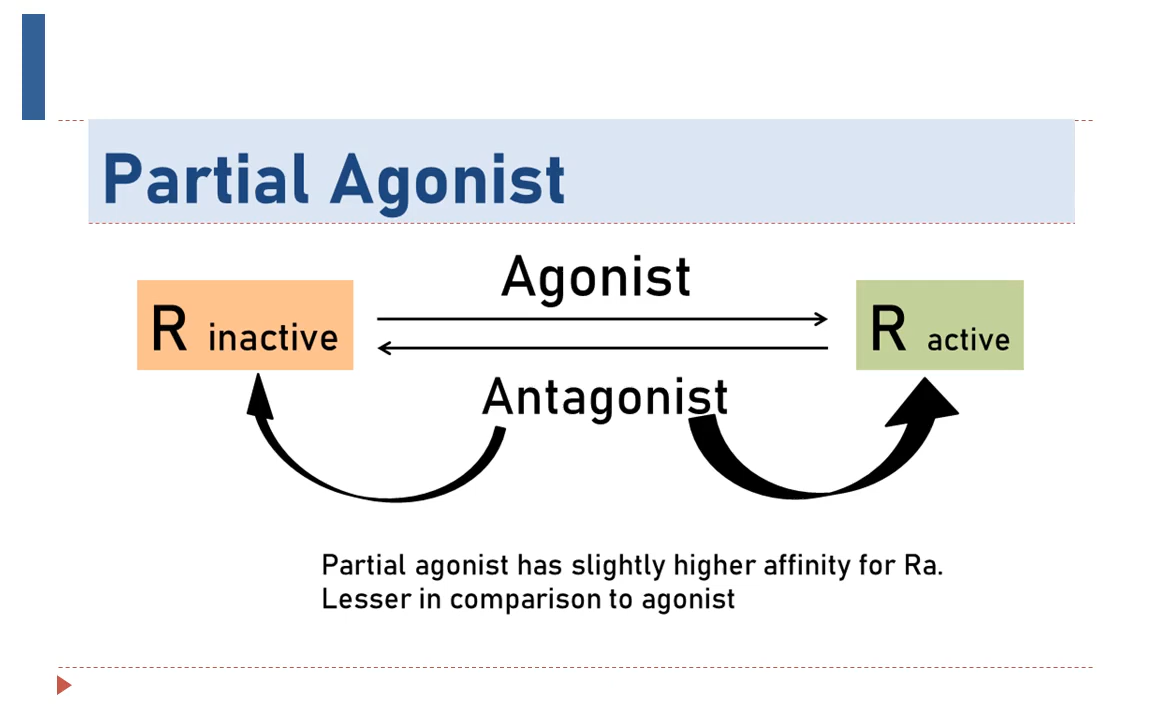 Partial Agonist
Agonist
R inactive
R active
Antagonist
Partial agonist has slightly higher affinity for Ra.
Lesser in comparison to agonist